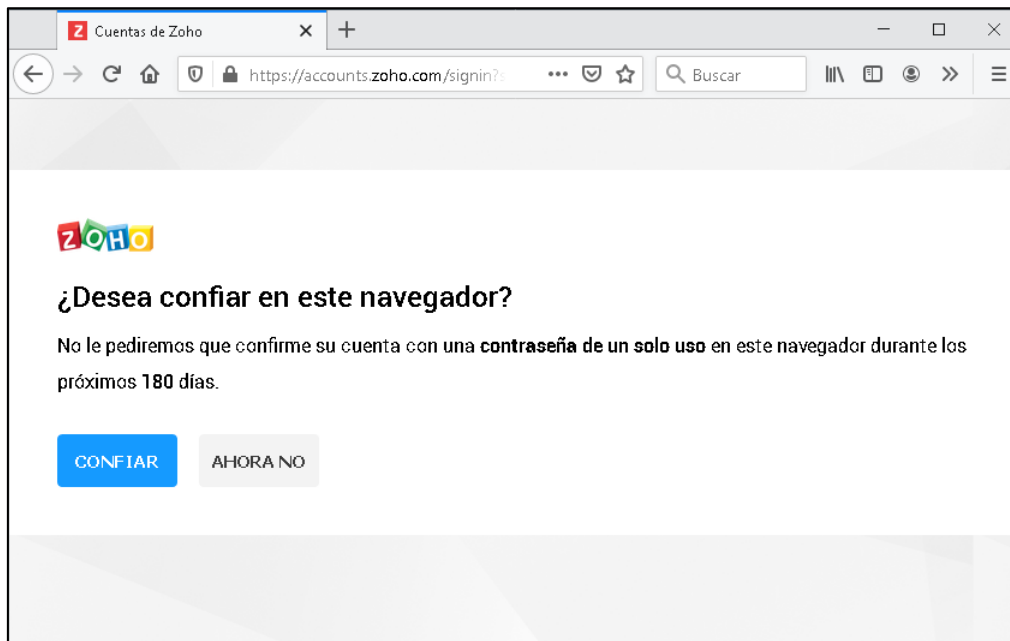 Z Cuentas de Zoho
https://accounts.zoho.com/signin?s
Buscar
ZOHO
¿Desea confiar en este navegador?
No le pediremos que confirme su cuenta con una contraseña de un solo uso en este navegador durante los
próximos 180 días.
CONFIAR
AHORA NO